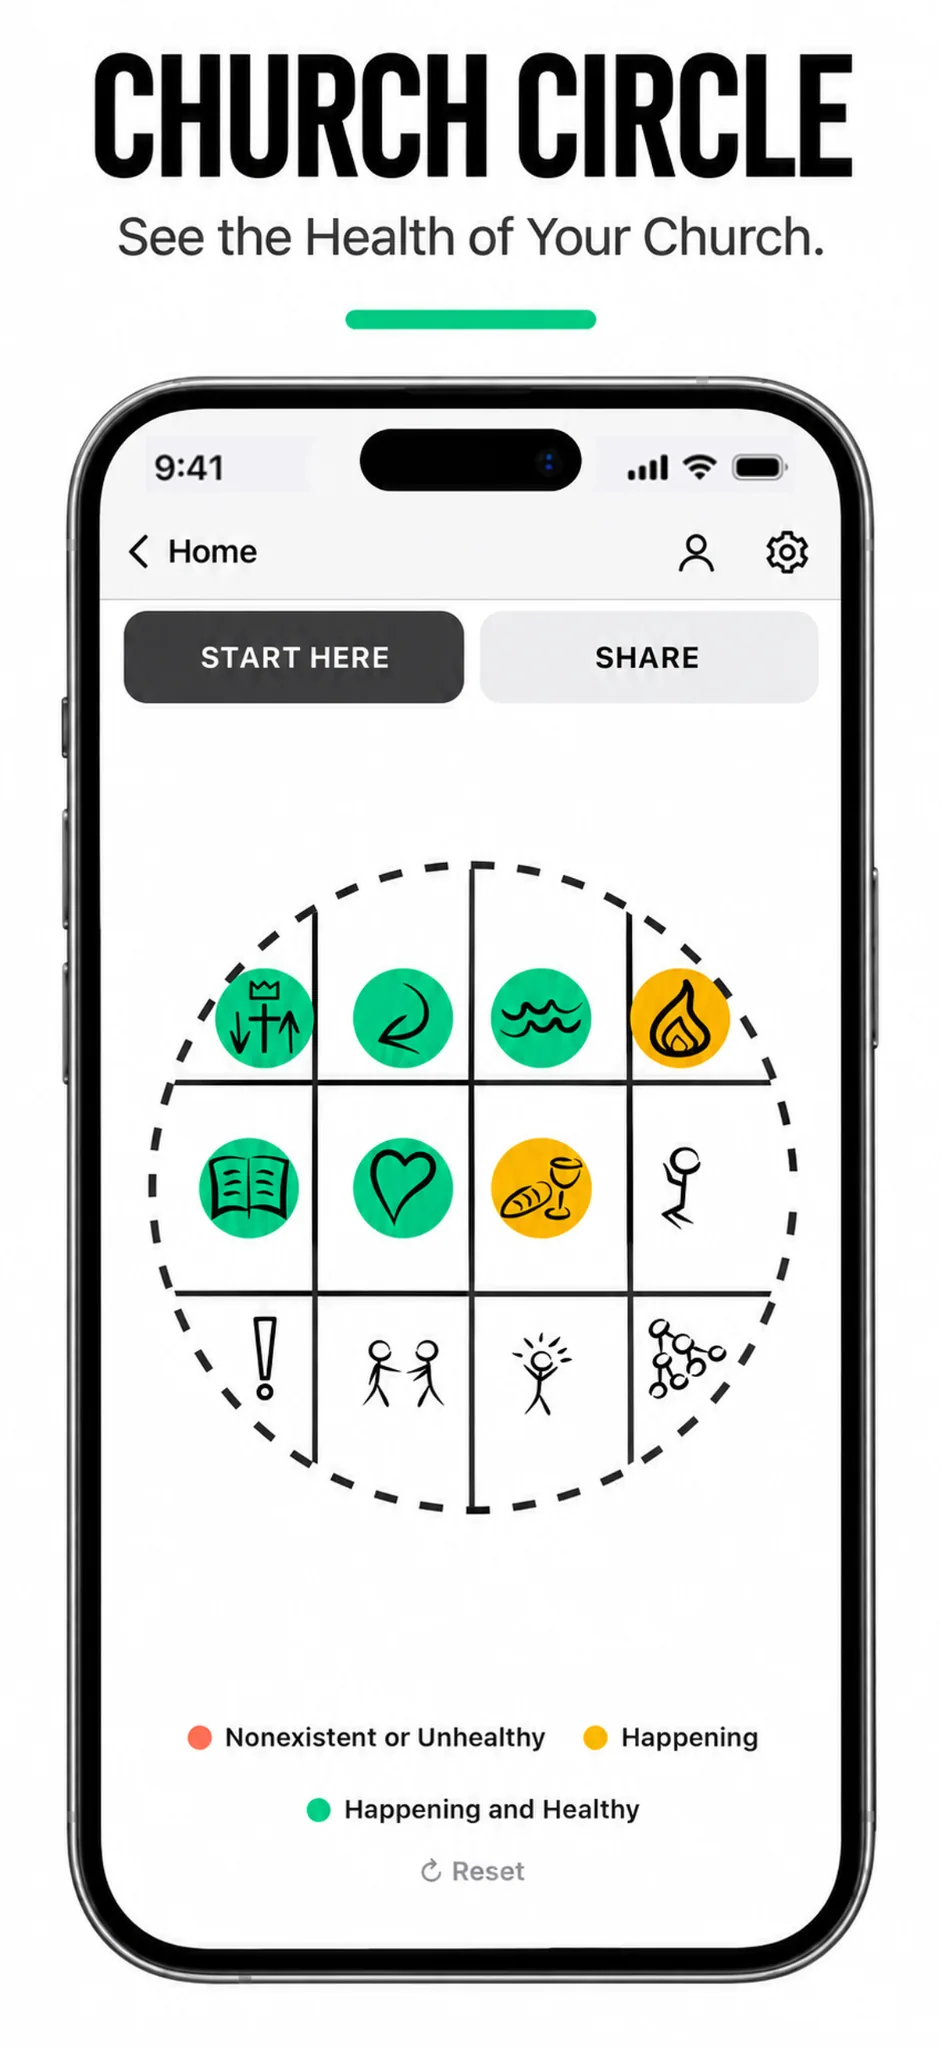 CHURCH CIRCLE
See the Health of Your Church.
9:41
Home
START HERE
SHARE
Nonexistent or Unhealthy
Happening
Happening and Healthy
Reset